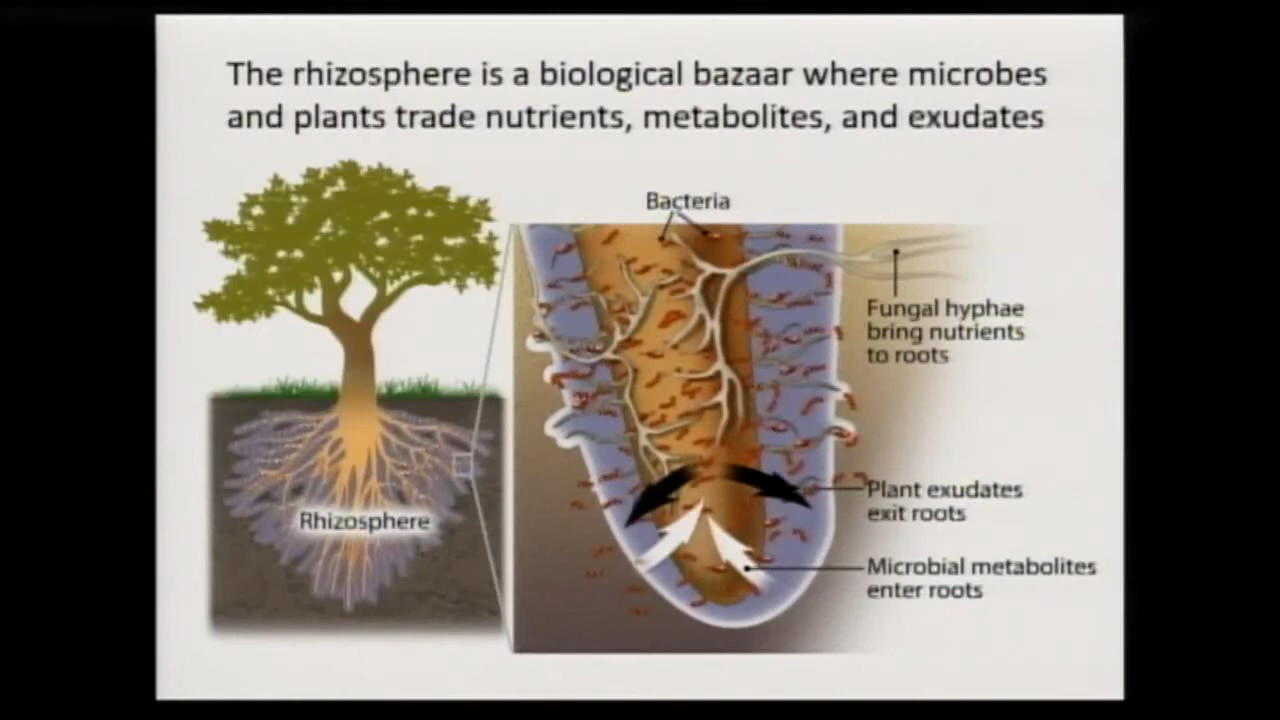 The rhizosphere is a biological bazaar where microbes
and plants trade nutrients, metabolites, and exudates
Bacteria
Fungal hyphae
bring nutrients
to roots
Rhizosphere
Plant exudates
exit roots
Microbial metabolites
enter roots